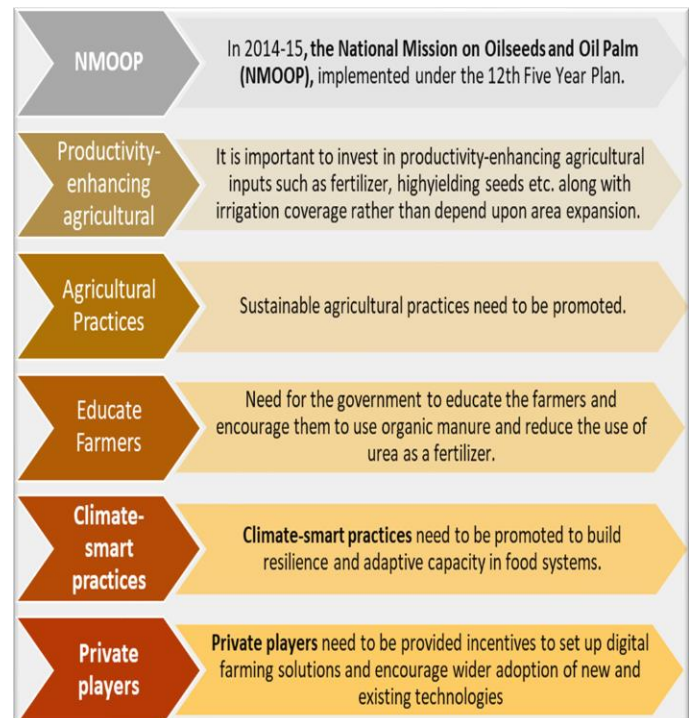 NMOOP
In 2014-15, the National Mission on Oilseeds and Oil Palm
(NMOOP), implemented under the 12th Five Year Plan.
Productivity-
enhancing
agricultural
It is important to invest in productivity-enhancing agricultural
inputs such as fertilizer, highyielding seeds etc. along with
irrigation coverage rather than depend upon area expansion.
Agricultural
Practices
Sustainable agricultural practices need to be promoted.
Educate
Farmers
Need for the government to educate the farmers and
encourage them to use organic manure and reduce the use of
urea as a fertilizer.
Climate-
smart
practices
Climate-smart practices need to be promoted to build
resilience and adaptive capacity in food systems.
Private
players
Private players need to be provided incentives to set up digital
farming solutions and encourage wider adoption of new and
existing technologies